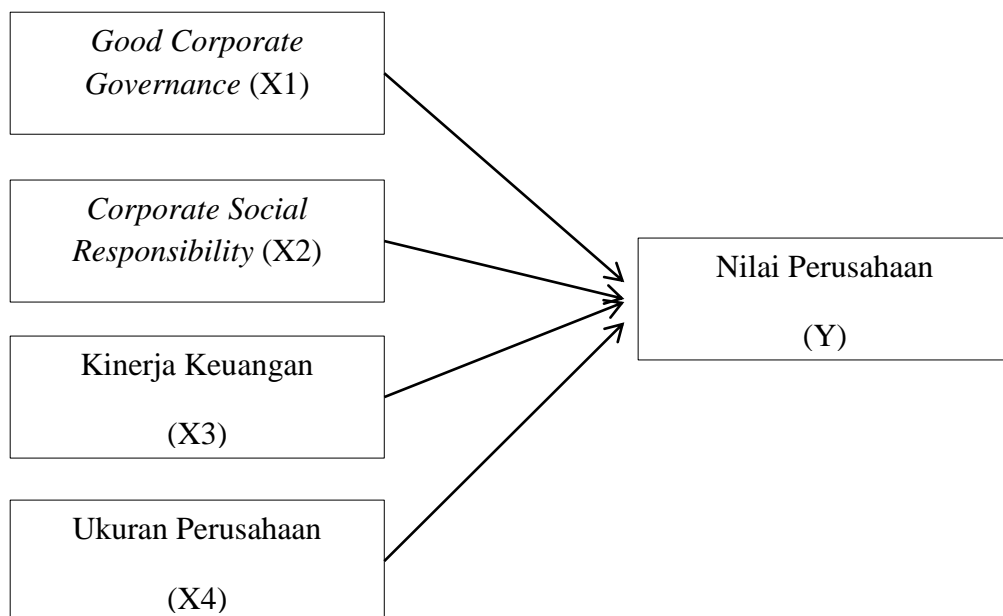 Good Corporate
Governance (X1)
Corporate Social
Responsibility (X2)
Kinerja Keuangan
(X3)
Ukuran Perusahaan
(X4)
Nilai Perusahaan
(Y)